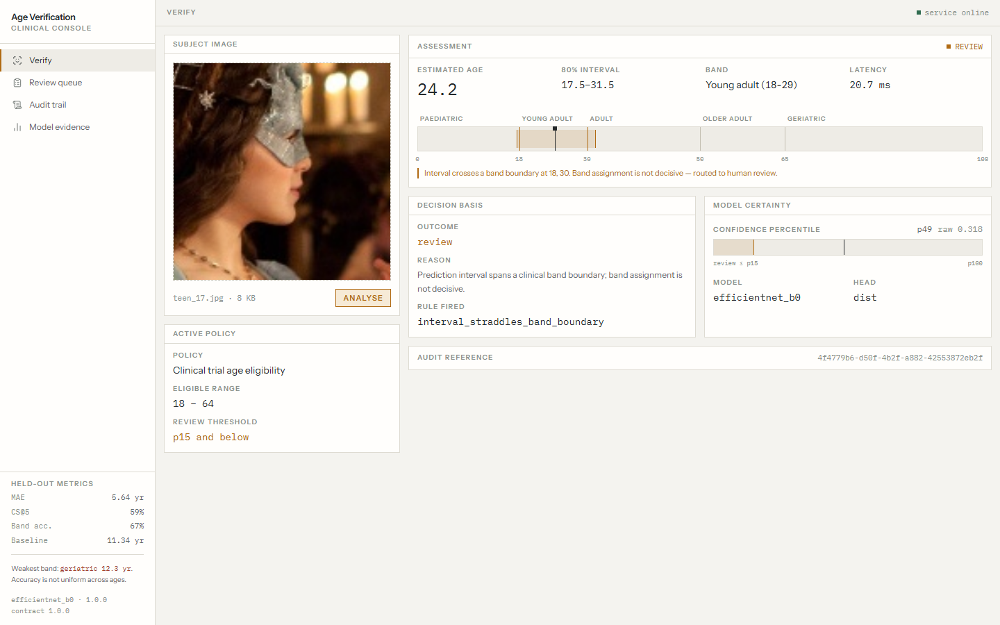 Age Verification
CLINICAL CONSOLE
Verify
Review queue
Audit trail
Model evidence
HELD-OUT METRICS
MAE 5.64 yr
CS@5 59%
Band acc. 67%
Baseline 11.34 yr
Weakest band: geriatric 12.3 yr.
Accuracy is not uniform across ages.
efficientnet_b0 · 1.0.0
contract 1.0.0
VERIFY
service online
SUBJECT IMAGE
teen_17.jpg · 8 KB
ANALYSE
ACTIVE POLICY
POLICY
Clinical trial age eligibility
ELIGIBLE RANGE
18 – 64
REVIEW THRESHOLD
p15 and below
ASSESSMENT
REVIEW
ESTIMATED AGE 80% INTERVAL BAND LATENCY
24.2 17.5–31.5 Young adult (18-29) 20.7 ms
PAEDIATRIC YOUNG ADULT ADULT OLDER ADULT GERIATRIC
0 18 30 50 65 100
Interval crosses a band boundary at 18, 30. Band assignment is not decisive — routed to human review.
DECISION BASIS
OUTCOME
review
REASON
Prediction interval spans a clinical band boundary; band assignment is
not decisive.
RULE FIRED
interval_straddles_band_boundary
MODEL CERTAINTY
CONFIDENCE PERCENTILE p49 raw 0.318
review ≤ p15 p100
MODEL HEAD
efficientnet_b0 dist
AUDIT REFERENCE 4f4779b6-d50f-4b2f-a882-42553872eb2f